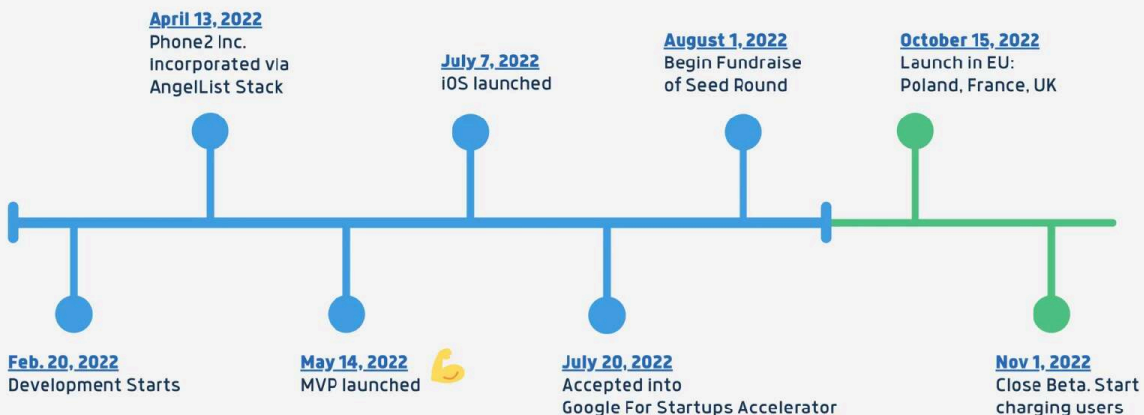 April 13, 2022
Phone2 Inc.
Incorporated via
AngelList Stack
July 7, 2022
iOS launched
August 1, 2022
Begin Fundraise
of Seed Round
October 15, 2022
Launch in EU:
Poland, France, UK
Feb. 20, 2022
Development Starts
May 14, 2022
MVP launched
July 20, 2022
Accepted into
Google For Startups Accelerator
Nov 1, 2022
Close Beta. Start
charging users